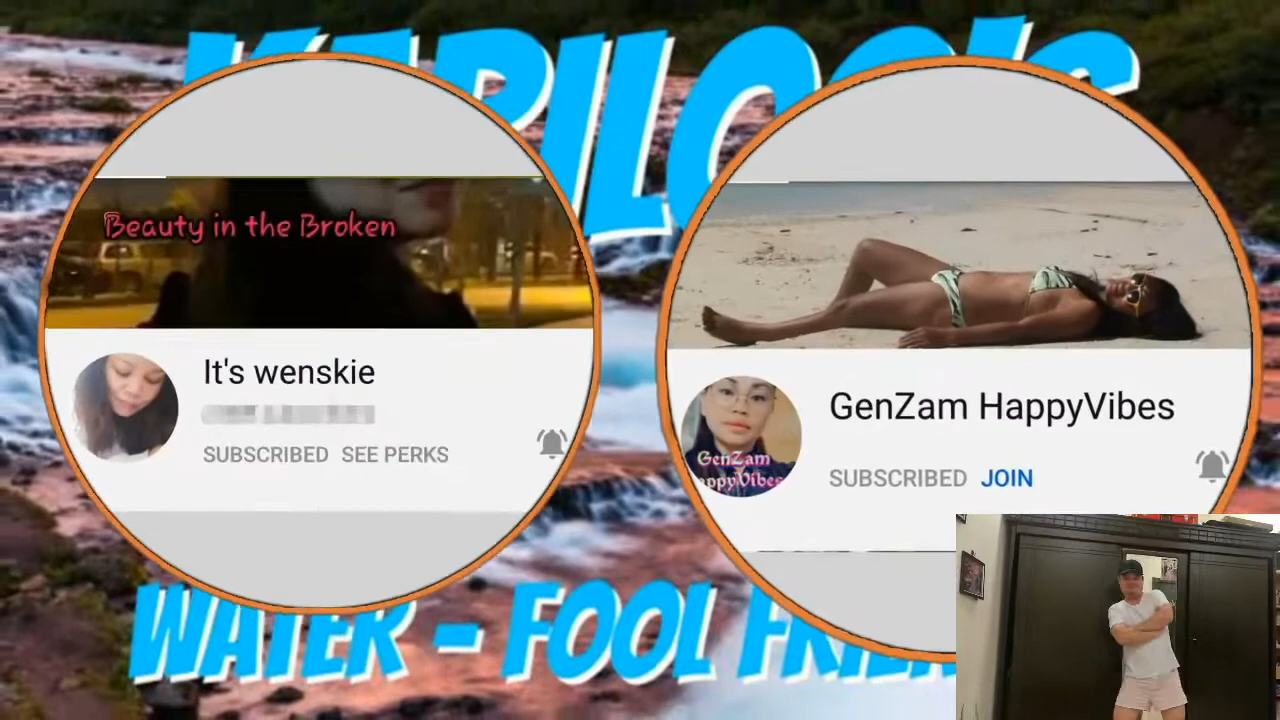 Beauty in the Broken
It's wenskie
SUBSCRIBED SEE PERKS
GenZam HappyVibes
GenZam
SUBSCRIBED JOIN
WATER - FOOL